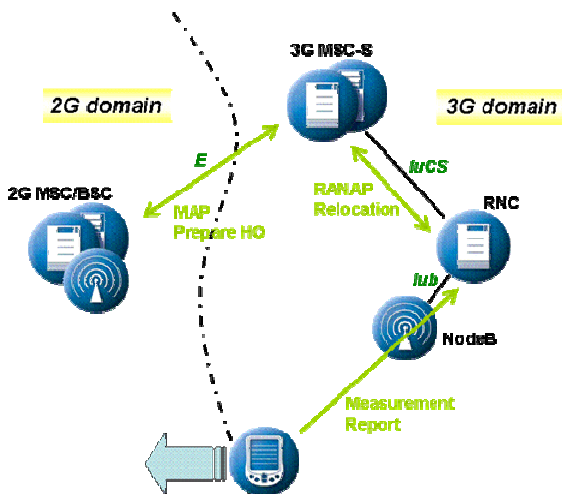 3G MSC-S
2G domain
3G domain
E
IuCS
2G MSC/BSC
MAP
Prepare HO
RANAP
Relocation
RNC
Iub
NodeB
Measurement
Report